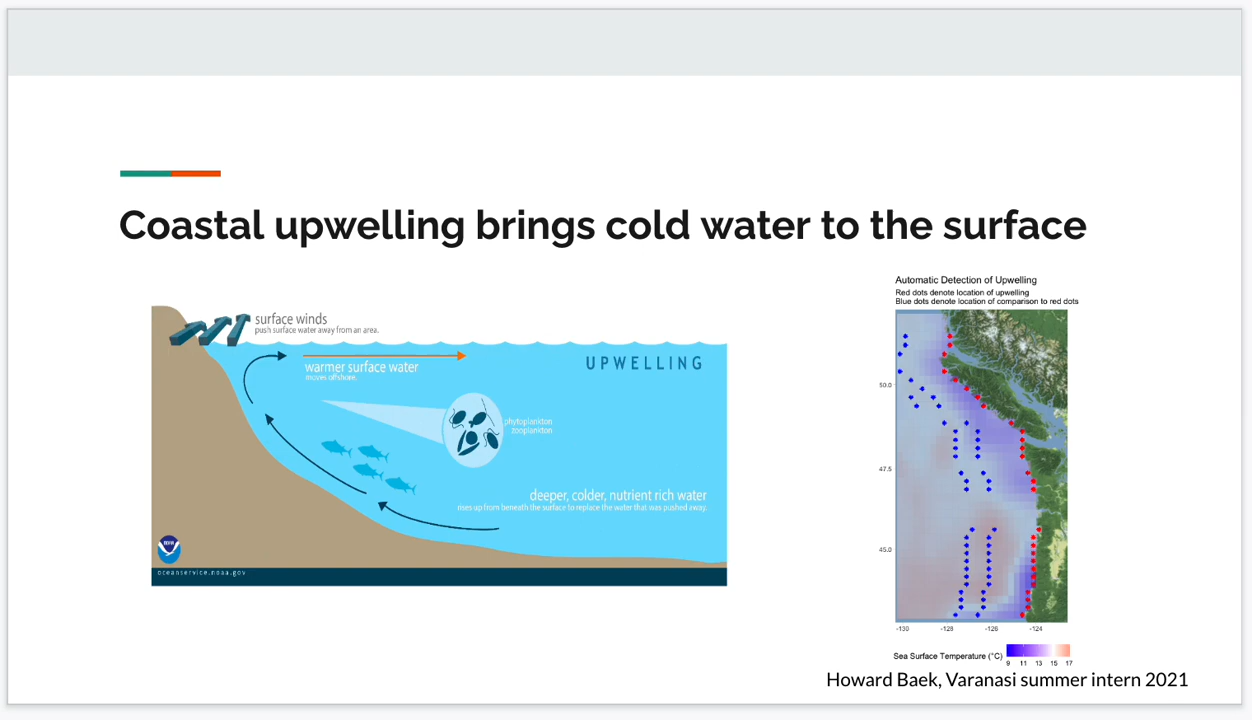 Coastal upwelling brings cold water to the surface
surface winds
push surface water away from an area.
warmer surface water
moves offshore.
UPWELLING
phytoplankton
zooplankton
deeper, colder, nutrient rich water
rises up from beneath the surface to replace the water that was pushed away.
NOAA
oceanservice.noaa.gov
Automatic Detection of Upwelling
Red dots denote location of upwelling
Blue dots denote location of comparison to red dots
50.0
47.5
45.0
-130 -128 -126 -124
Sea Surface Temperature (°C)
9 11 13 15 17
Howard Baek, Varanasi summer intern 2021